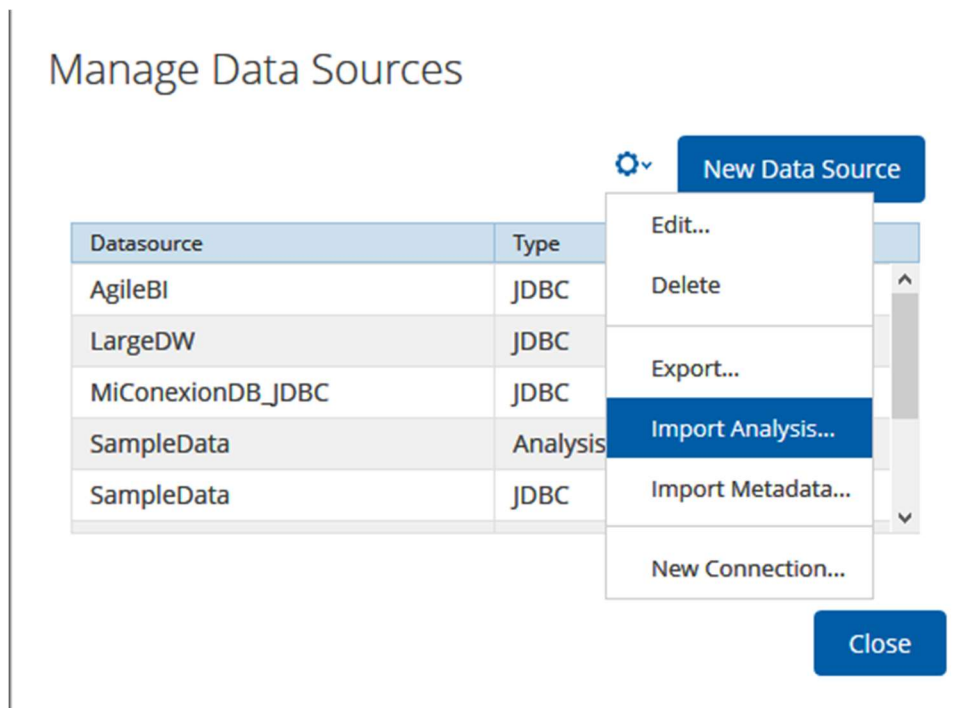 Manage Data Sources
New Data Source
Edit...
Delete
Export...
Import Analysis...
Import Metadata...
New Connection...
Datasource Type
AgileBI JDBC
LargeDW JDBC
MiConexionDB_JDBC JDBC
SampleData Analysis
SampleData JDBC
Close